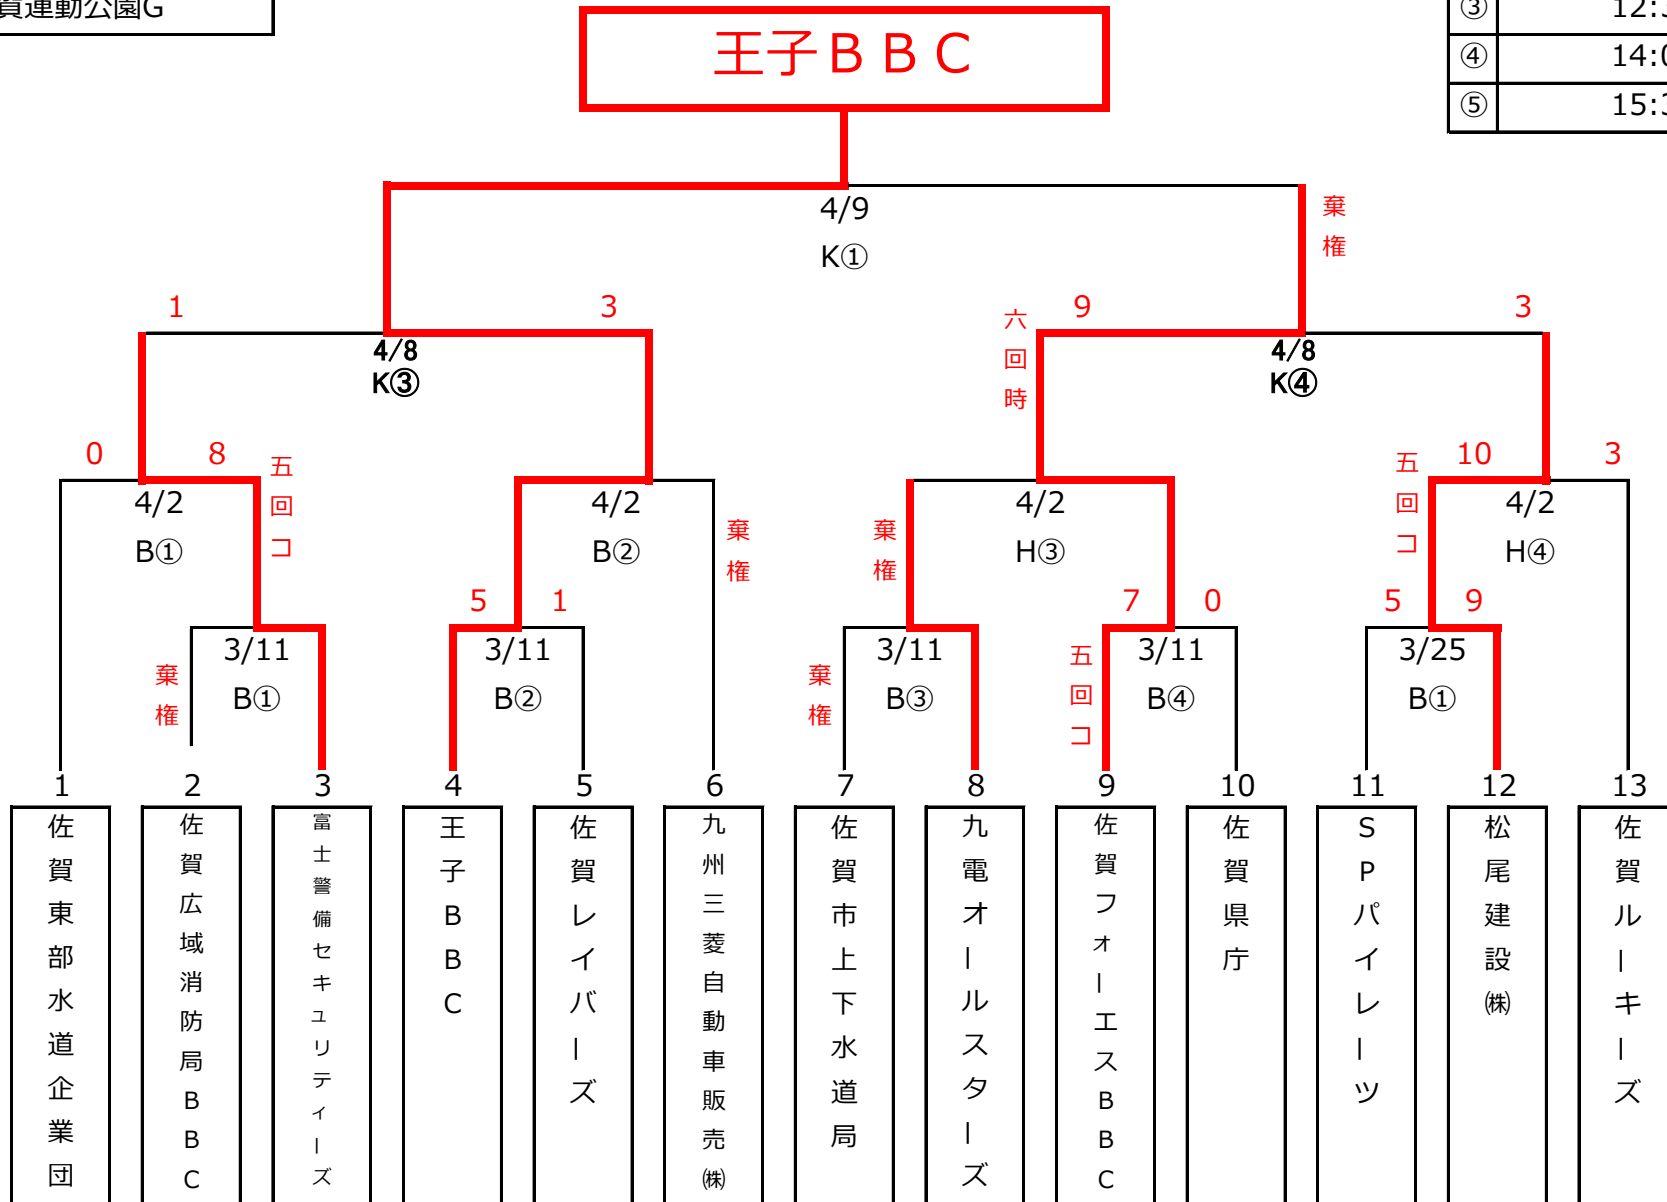 賀運動公園G
王子BBC
③ 12:3
④ 14:0
⑤ 15:3
4/9
K①
棄権
1 3
4/8
K③
六回時
9 3
4/8
K④
0 8
五回コ
4/2
B①
4/2
B②
棄権
棄権
4/2
H③
五回コ
10 3
4/2
H④
棄権
3/11
B①
5 1
3/11
B②
棄権
3/11
B③
五回コ
7 0
3/11
B④
5 9
3/25
B①
1 2 3 4 5 6 7 8 9 10 11 12 13
佐賀東部水道企業団
佐賀広域消防局BBC
富士警備セキュリティーズ
王子BBC
佐賀レイバーズ
九州三菱自動車販売㈱
佐賀市上下水道局
九電オールスターズ
佐賀フォーエスBBC
佐賀県庁
SPパイレーツ
松尾建設㈱
佐賀ルーキーズ